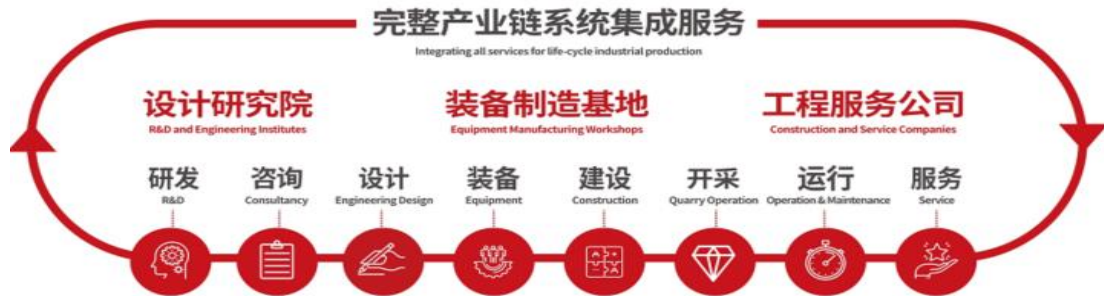 完整产业链系统集成服务
Integrating all services for life-cycle industrial production
设计研究院
R&D and Engineering Institutes
装备制造基地
Equipment Manufacturing Workshops
工程服务公司
Construction and Service Companies
研发
R&D
咨询
Consultancy
设计
Engineering Design
装备
Equipment
建设
Construction
开采
Quarry Operation
运行
Operation & Maintenance
服务
Service